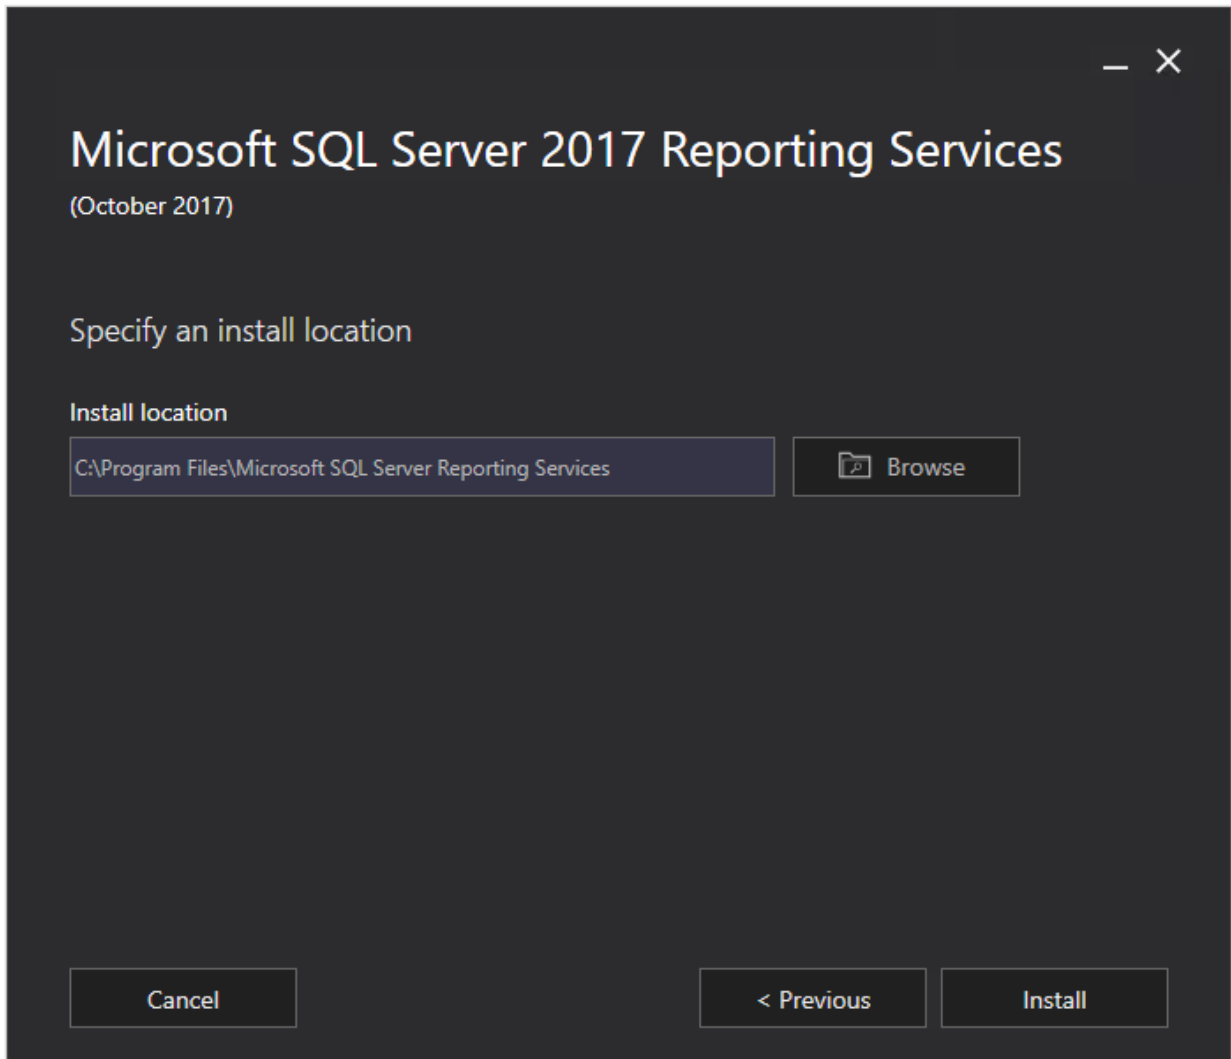 Microsoft SQL Server 2017 Reporting Services
(October 2017)
Specify an install location
Install location
C:\Program Files\Microsoft SQL Server Reporting Services
Browse
Cancel
< Previous
Install